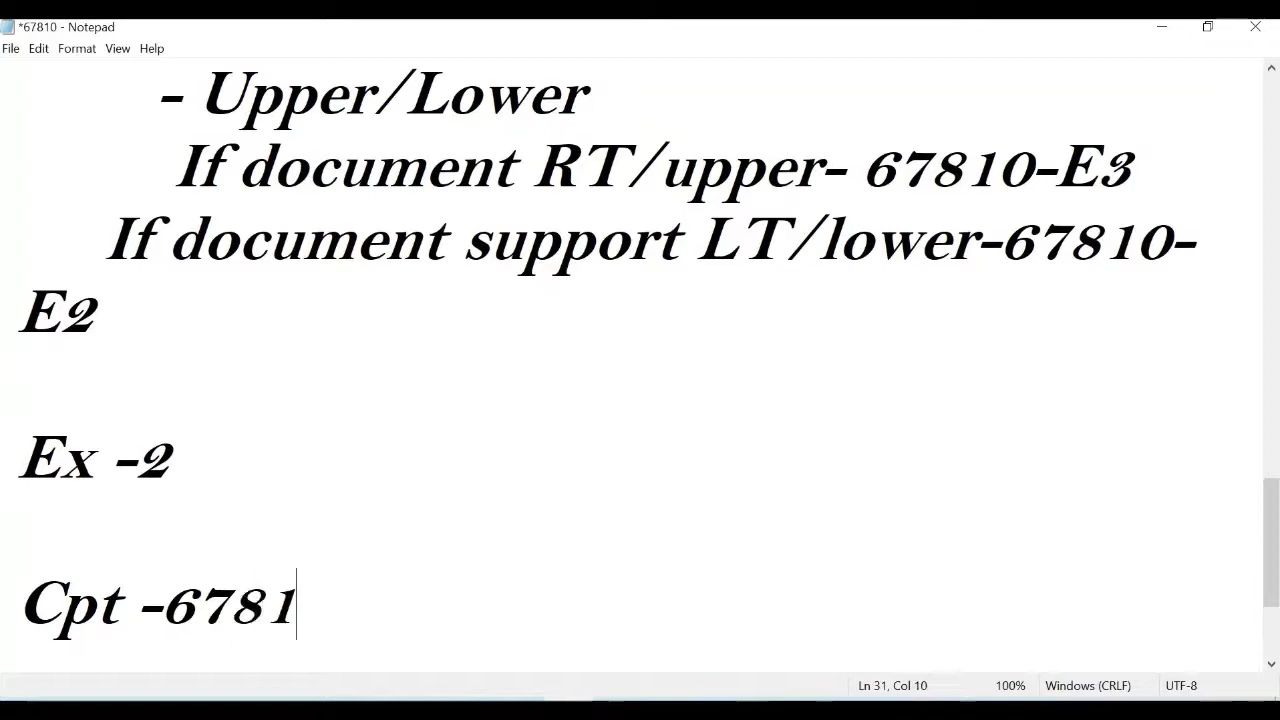 *67810 - Notepad
File Edit Format View Help
- Upper/Lower
If document RT/upper- 67810-E3
If document support LT/lower-67810-
E2
Ex -2
Cpt -6781
Ln 31, Col 10 100% Windows (CRLF) UTF-8